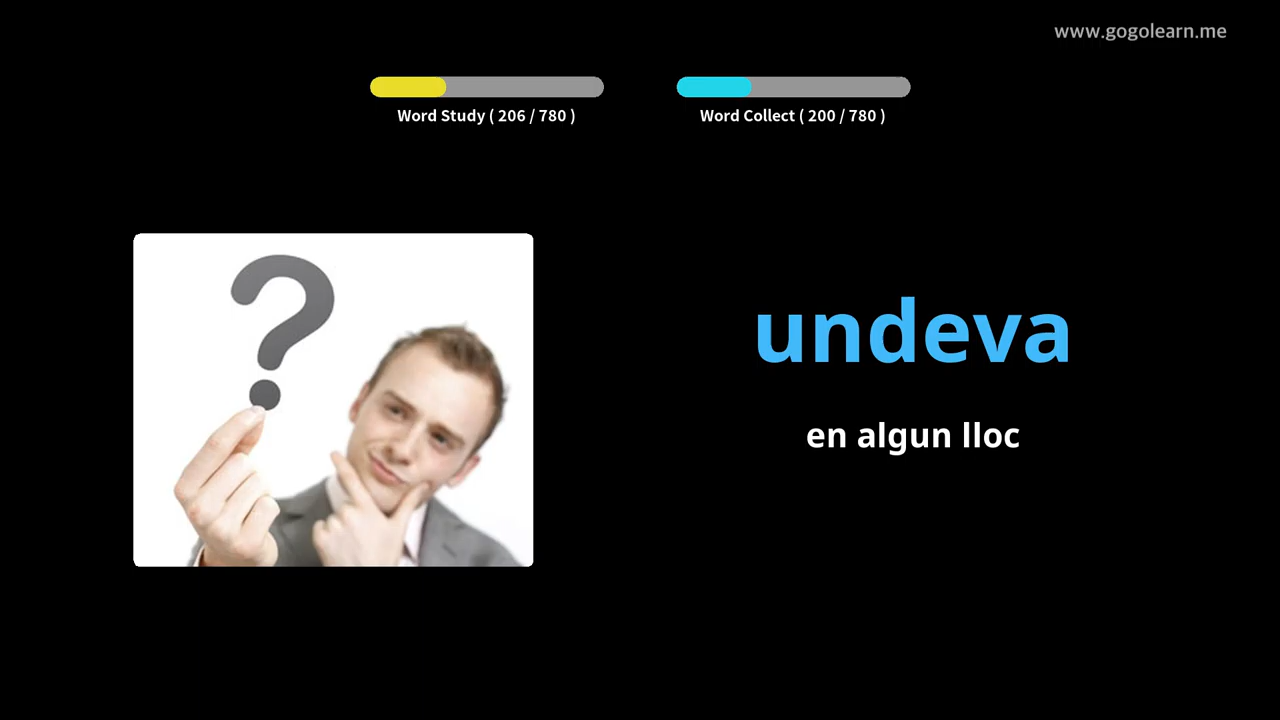 www.gogolearn.me
Word Study ( 206 / 780 )
Word Collect ( 200 / 780 )
?
undeva
en algun lloc